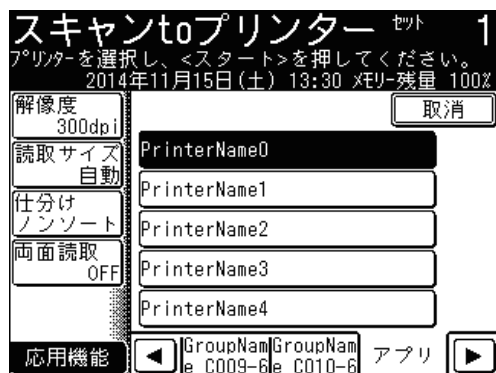 スキャンtoプリンター ｾｯﾄ 1
ﾌﾟﾘﾝﾀｰを選択し、<スタート>を押してください。
2014年11月15日(土) 13:30 ﾒﾓﾘｰ残量 100%
解像度
300dpi
取消
読取サイズ
自動
PrinterName0
PrinterName1
仕分け
ノンソート
PrinterName2
両面読取
OFF
PrinterName3
PrinterName4
応用機能
◀
GroupNam
e C009-6
GroupNam
e C010-6
アプリ
▶